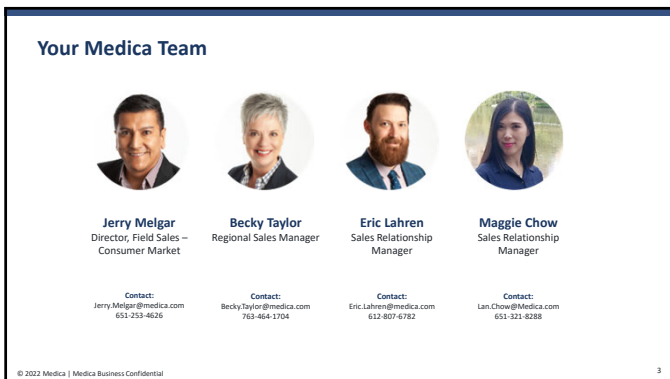 Your Medica Team
Jerry Melgar
Director, Field Sales –
Consumer Market
Contact:
Jerry.Melgar@medica.com
651-253-4626
Becky Taylor
Regional Sales Manager
Contact:
Becky.Taylor@medica.com
763-464-1704
Eric Lahren
Sales Relationship
Manager
Contact:
Eric.Lahren@medica.com
612-807-6782
Maggie Chow
Sales Relationship
Manager
Contact:
Lan.Chow@Medica.com
651-321-8288
© 2022 Medica | Medica Business Confidential
3